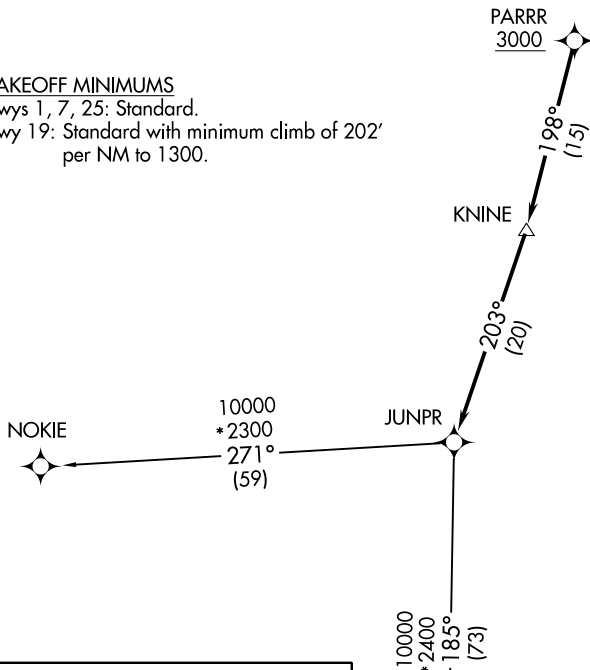 PARRR
3000
AKEOFF MINIMUMS
wys 1, 7, 25: Standard.
wy 19: Standard with minimum climb of 202'
per NM to 1300.
198°
(15)
KNINE
203°
(20)
JUNPR
10000
*2300
271°
(59)
NOKIE
10000
*2400
185°
(73)